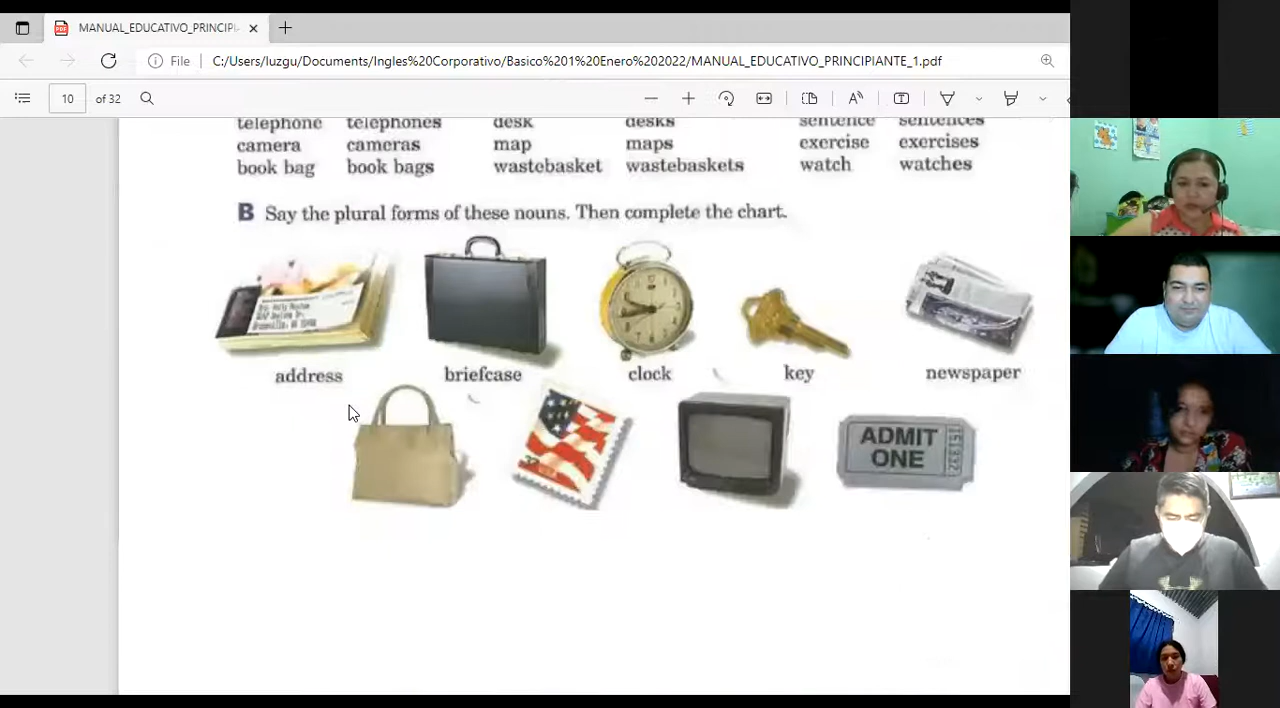 MANUAL_EDUCATIVO_PRINCIPI
File C:/Users/luzgu/Documents/Ingles%20Corporativo/Basico%201%20Enero%202022/MANUAL_EDUCATIVO_PRINCIPIANTE_1.pdf
10 of 32
telephone telephones desk desks sentence sentences
camera cameras map maps exercise exercises
book bag book bags wastebasket wastebaskets watch watches
B Say the plural forms of these nouns. Then complete the chart.
address briefcase clock key newspaper
ADMIT
ONE